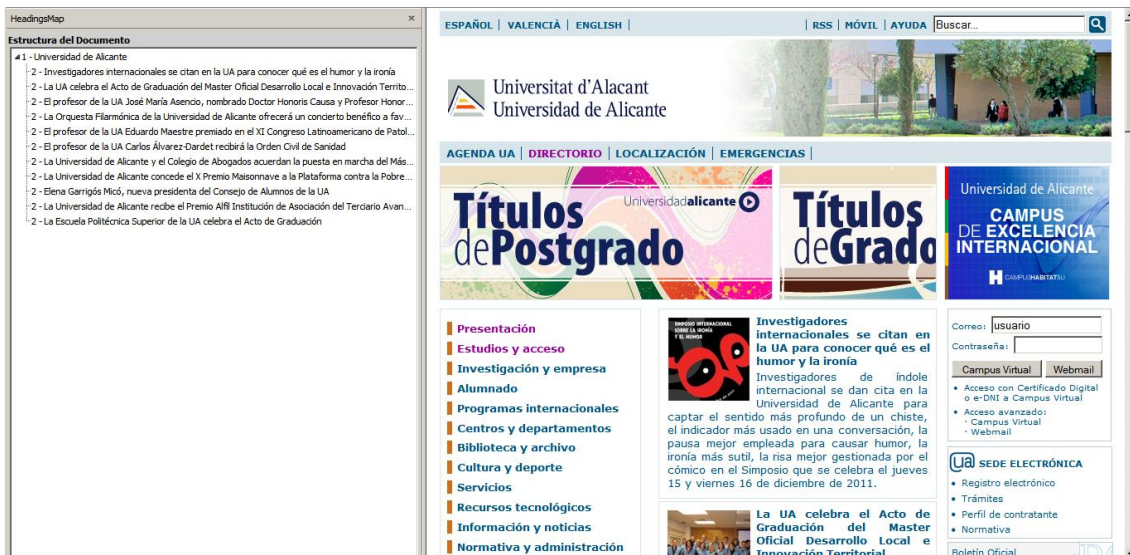 HeadingsMap
Estructura del Documento
1 - Universidad de Alicante
2 - Investigadores internacionales se citan en la UA para conocer qué es el humor y la ironía
2 - La UA celebra el Acto de Graduación del Master Oficial Desarrollo Local e Innovación Territo...
2 - El profesor de la UA José María Asencio, nombrado Doctor Honoris Causa y Profesor Honor...
2 - La Orquesta Filarmónica de la Universidad de Alicante ofrecerá un concierto benéfico a fav...
2 - El profesor de la UA Eduardo Maestre premiado en el XI Congreso Latinoamericano de Patol...
2 - El profesor de la UA Carlos Álvarez-Dardet recibirá la Orden Civil de Sanidad
2 - La Universidad de Alicante y el Colegio de Abogados acuerdan la puesta en marcha del Más...
2 - La Universidad de Alicante concede el X Premio Maisonnave a la Plataforma contra la Pobre...
2 - Elena Garrigós Micó, nueva presidenta del Consejo de Alumnos de la UA
2 - La Universidad de Alicante recibe el Premio Alfil Institución de Asociación del Terciario Avan...
2 - La Escuela Politécnica Superior de la UA celebra el Acto de Graduación
ESPAÑOL | VALENCIÀ | ENGLISH |
| RSS | MÓVIL | AYUDA Buscar...
Universitat d'Alacant
Universidad de Alicante
AGENDA UA | DIRECTORIO | LOCALIZACIÓN | EMERGENCIAS |
Títulos
dePostgrado
Universidadalicante
Títulos
deGrado
Universidad de Alicante
CAMPUS
DE EXCELENCIA
INTERNACIONAL
CAMPUSHABITAT5U
Presentación
Estudios y acceso
Investigación y empresa
Alumnado
Programas internacionales
Centros y departamentos
Biblioteca y archivo
Cultura y deporte
Servicios
Recursos tecnológicos
Información y noticias
Normativa y administración
SIMPOSIO INTERNACIONAL
SOBRE LA IRONÍA
Y EL HUMOR
Investigadores
internacionales se citan en
la UA para conocer qué es el
humor y la ironía
Investigadores de índole
internacional se dan cita en la
Universidad de Alicante para
captar el sentido más profundo de un chiste,
el indicador más usado en una conversación, la
pausa mejor empleada para causar humor, la
ironía más sutil, la risa mejor gestionada por el
cómico en el Simposio que se celebra el jueves
15 y viernes 16 de diciembre de 2011.
La UA celebra el Acto de
Graduación del Master
Oficial Desarrollo Local e
Innovación Territorial
Correo: usuario
Contraseña:
Campus Virtual Webmail
• Acceso con Certificado Digital
o e-DNI a Campus Virtual
• Acceso avanzado:
· Campus Virtual
· Webmail
ua SEDE ELECTRÓNICA
• Registro electrónico
• Trámites
• Perfil de contratante
• Normativa
Boletín Oficial